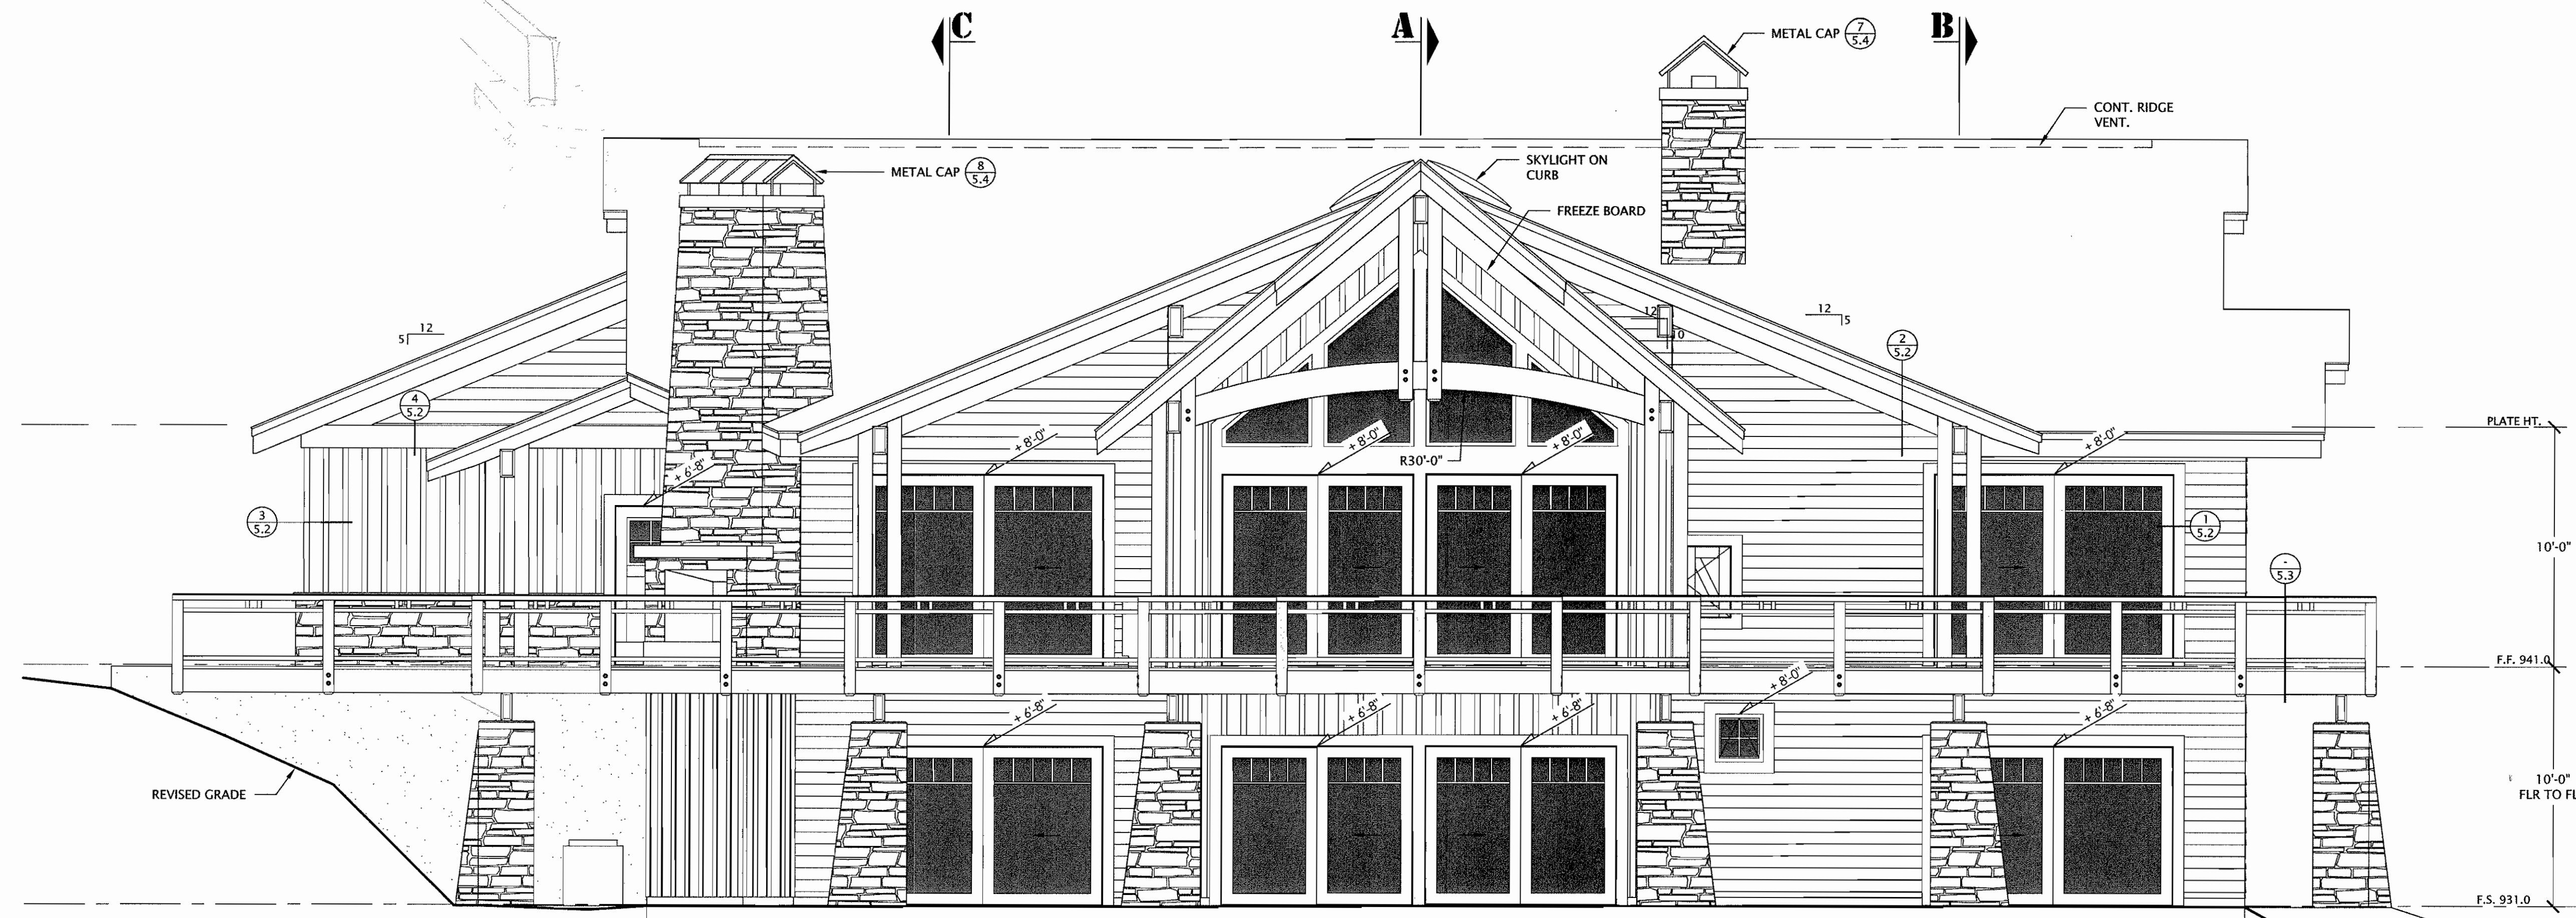 C
A
B
METAL CAP 7
5.4
CONT. RIDGE
VENT.
METAL CAP 8
5.4
SKYLIGHT ON
CURB
FREEZE BOARD
12
5
12
10
12
5
2
5.2
4
5.2
PLATE HT.
+ 8'-0"
+ 8'-0"
+ 8'-0"
+ 8'-0"
+ 6'-8"
R30'-0"
3
5.2
1
5.2
10'-0"
-
5.3
F.F. 941.0
+ 8'-0"
+ 6'-8"
+ 6'-8"
+ 6'-8"
+ 6'-8"
REVISED GRADE
10'-0"
FLR TO FL
F.S. 931.0